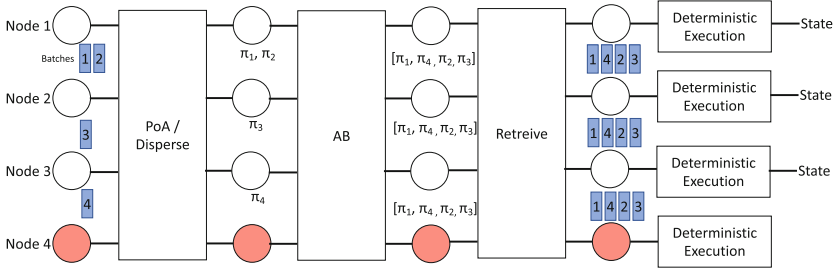 Node 1
Batches 1 2
π1, π2
[π1, π4, π2, π3]
1 4 2 3
Deterministic
Execution
State
Node 2
3
PoA /
Disperse
π3
AB
[π1, π4, π2, π3]
Retreive
1 4 2 3
Deterministic
Execution
State
Node 3
4
π4
[π1, π4, π2, π3]
1 4 2 3
Deterministic
Execution
State
Node 4
Deterministic
Execution